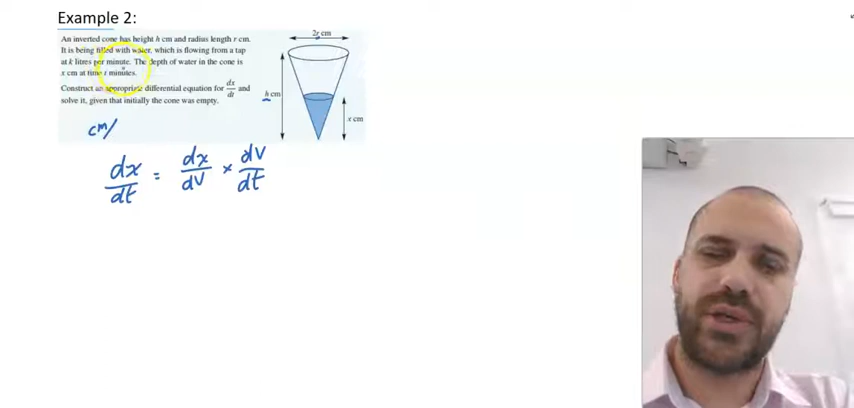 Example 2:
An inverted cone has height h cm and radius length r cm.
It is being filled with water, which is flowing from a tap
at k litres per minute. The depth of water in the cone is
x cm at time t minutes.
Construct an appropriate differential equation for dx/dt and
solve it, given that initially the cone was empty.
2r cm
h cm
x cm
cm/
dx/dt = dx/dV × dV/dt